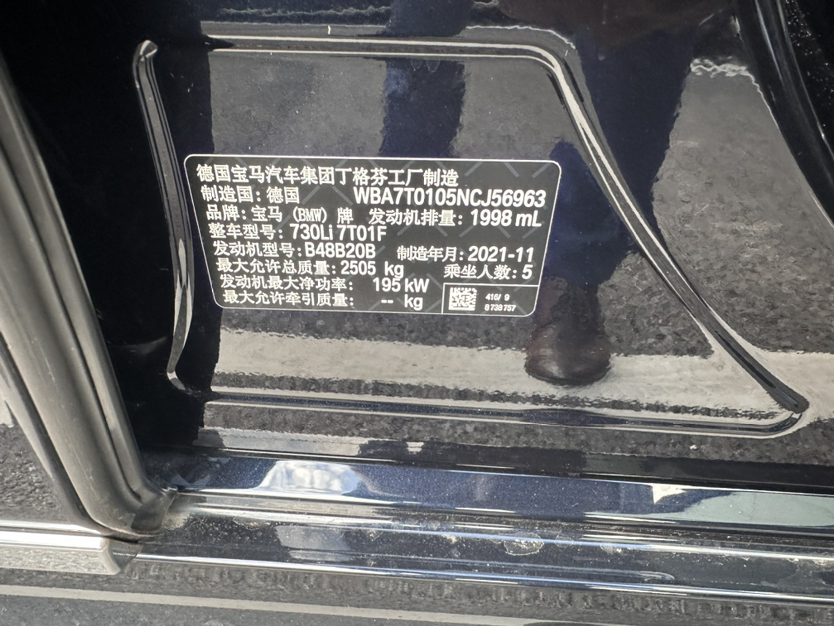 德国宝马汽车集团丁格芬工厂制造
制造国：德国 WBA7T0105NCJ56963
品牌：宝马（BMW）牌 发动机排量：1998 mL
整车型号：730Li 7T01F
发动机型号：B48B20B 制造年月：2021-11
最大允许总质量：2505 kg 乘坐人数：5
发动机最大净功率： 195 kW
最大允许牵引质量： -- kg
416/ 9
8738757